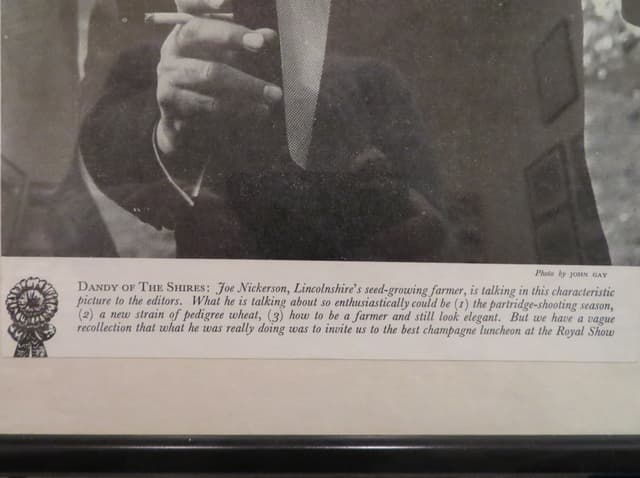 Photo by JOHN GAY
DANDY OF THE SHIRES: Joe Nickerson, Lincolnshire's seed-growing farmer, is talking in this characteristic
picture to the editors. What he is talking about so enthusiastically could be (1) the partridge-shooting season,
(2) a new strain of pedigree wheat, (3) how to be a farmer and still look elegant. But we have a vague
recollection that what he was really doing was to invite us to the best champagne luncheon at the Royal Show